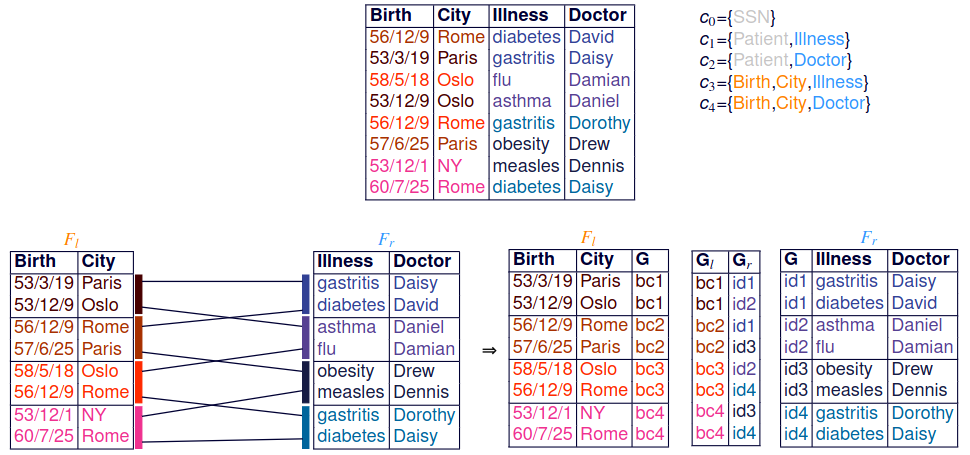 Birth City Illness Doctor
56/12/9 Rome diabetes David
53/3/19 Paris gastritis Daisy
58/5/18 Oslo flu Damian
53/12/9 Oslo asthma Daniel
56/12/9 Rome gastritis Dorothy
57/6/25 Paris obesity Drew
53/12/1 NY measles Dennis
60/7/25 Rome diabetes Daisy
c0={SSN}
c1={Patient,Illness}
c2={Patient,Doctor}
c3={Birth,City,Illness}
c4={Birth,City,Doctor}
Fl
Birth City
53/3/19 Paris
53/12/9 Oslo
56/12/9 Rome
57/6/25 Paris
58/5/18 Oslo
56/12/9 Rome
53/12/1 NY
60/7/25 Rome
Fr
Illness Doctor
gastritis Daisy
diabetes David
asthma Daniel
flu Damian
obesity Drew
measles Dennis
gastritis Dorothy
diabetes Daisy
⇒
Fl
Birth City G
53/3/19 Paris bc1
53/12/9 Oslo bc1
56/12/9 Rome bc2
57/6/25 Paris bc2
58/5/18 Oslo bc3
56/12/9 Rome bc3
53/12/1 NY bc4
60/7/25 Rome bc4
Gl Gr
bc1 id1
bc1 id2
bc2 id1
bc2 id3
bc3 id2
bc3 id4
bc4 id3
bc4 id4
Fr
G Illness Doctor
id1 gastritis Daisy
id1 diabetes David
id2 asthma Daniel
id2 flu Damian
id3 obesity Drew
id3 measles Dennis
id4 gastritis Dorothy
id4 diabetes Daisy